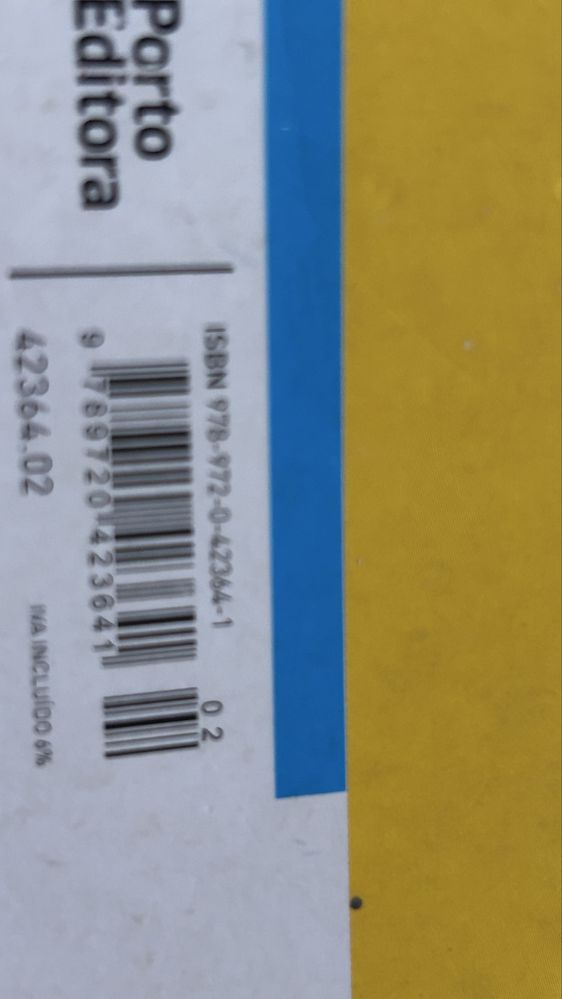 Porto
Editora
ISBN 978-972-0-42364-1
9 789720 423641
0 2
42364.02
IVA INCLUÍDO 6%